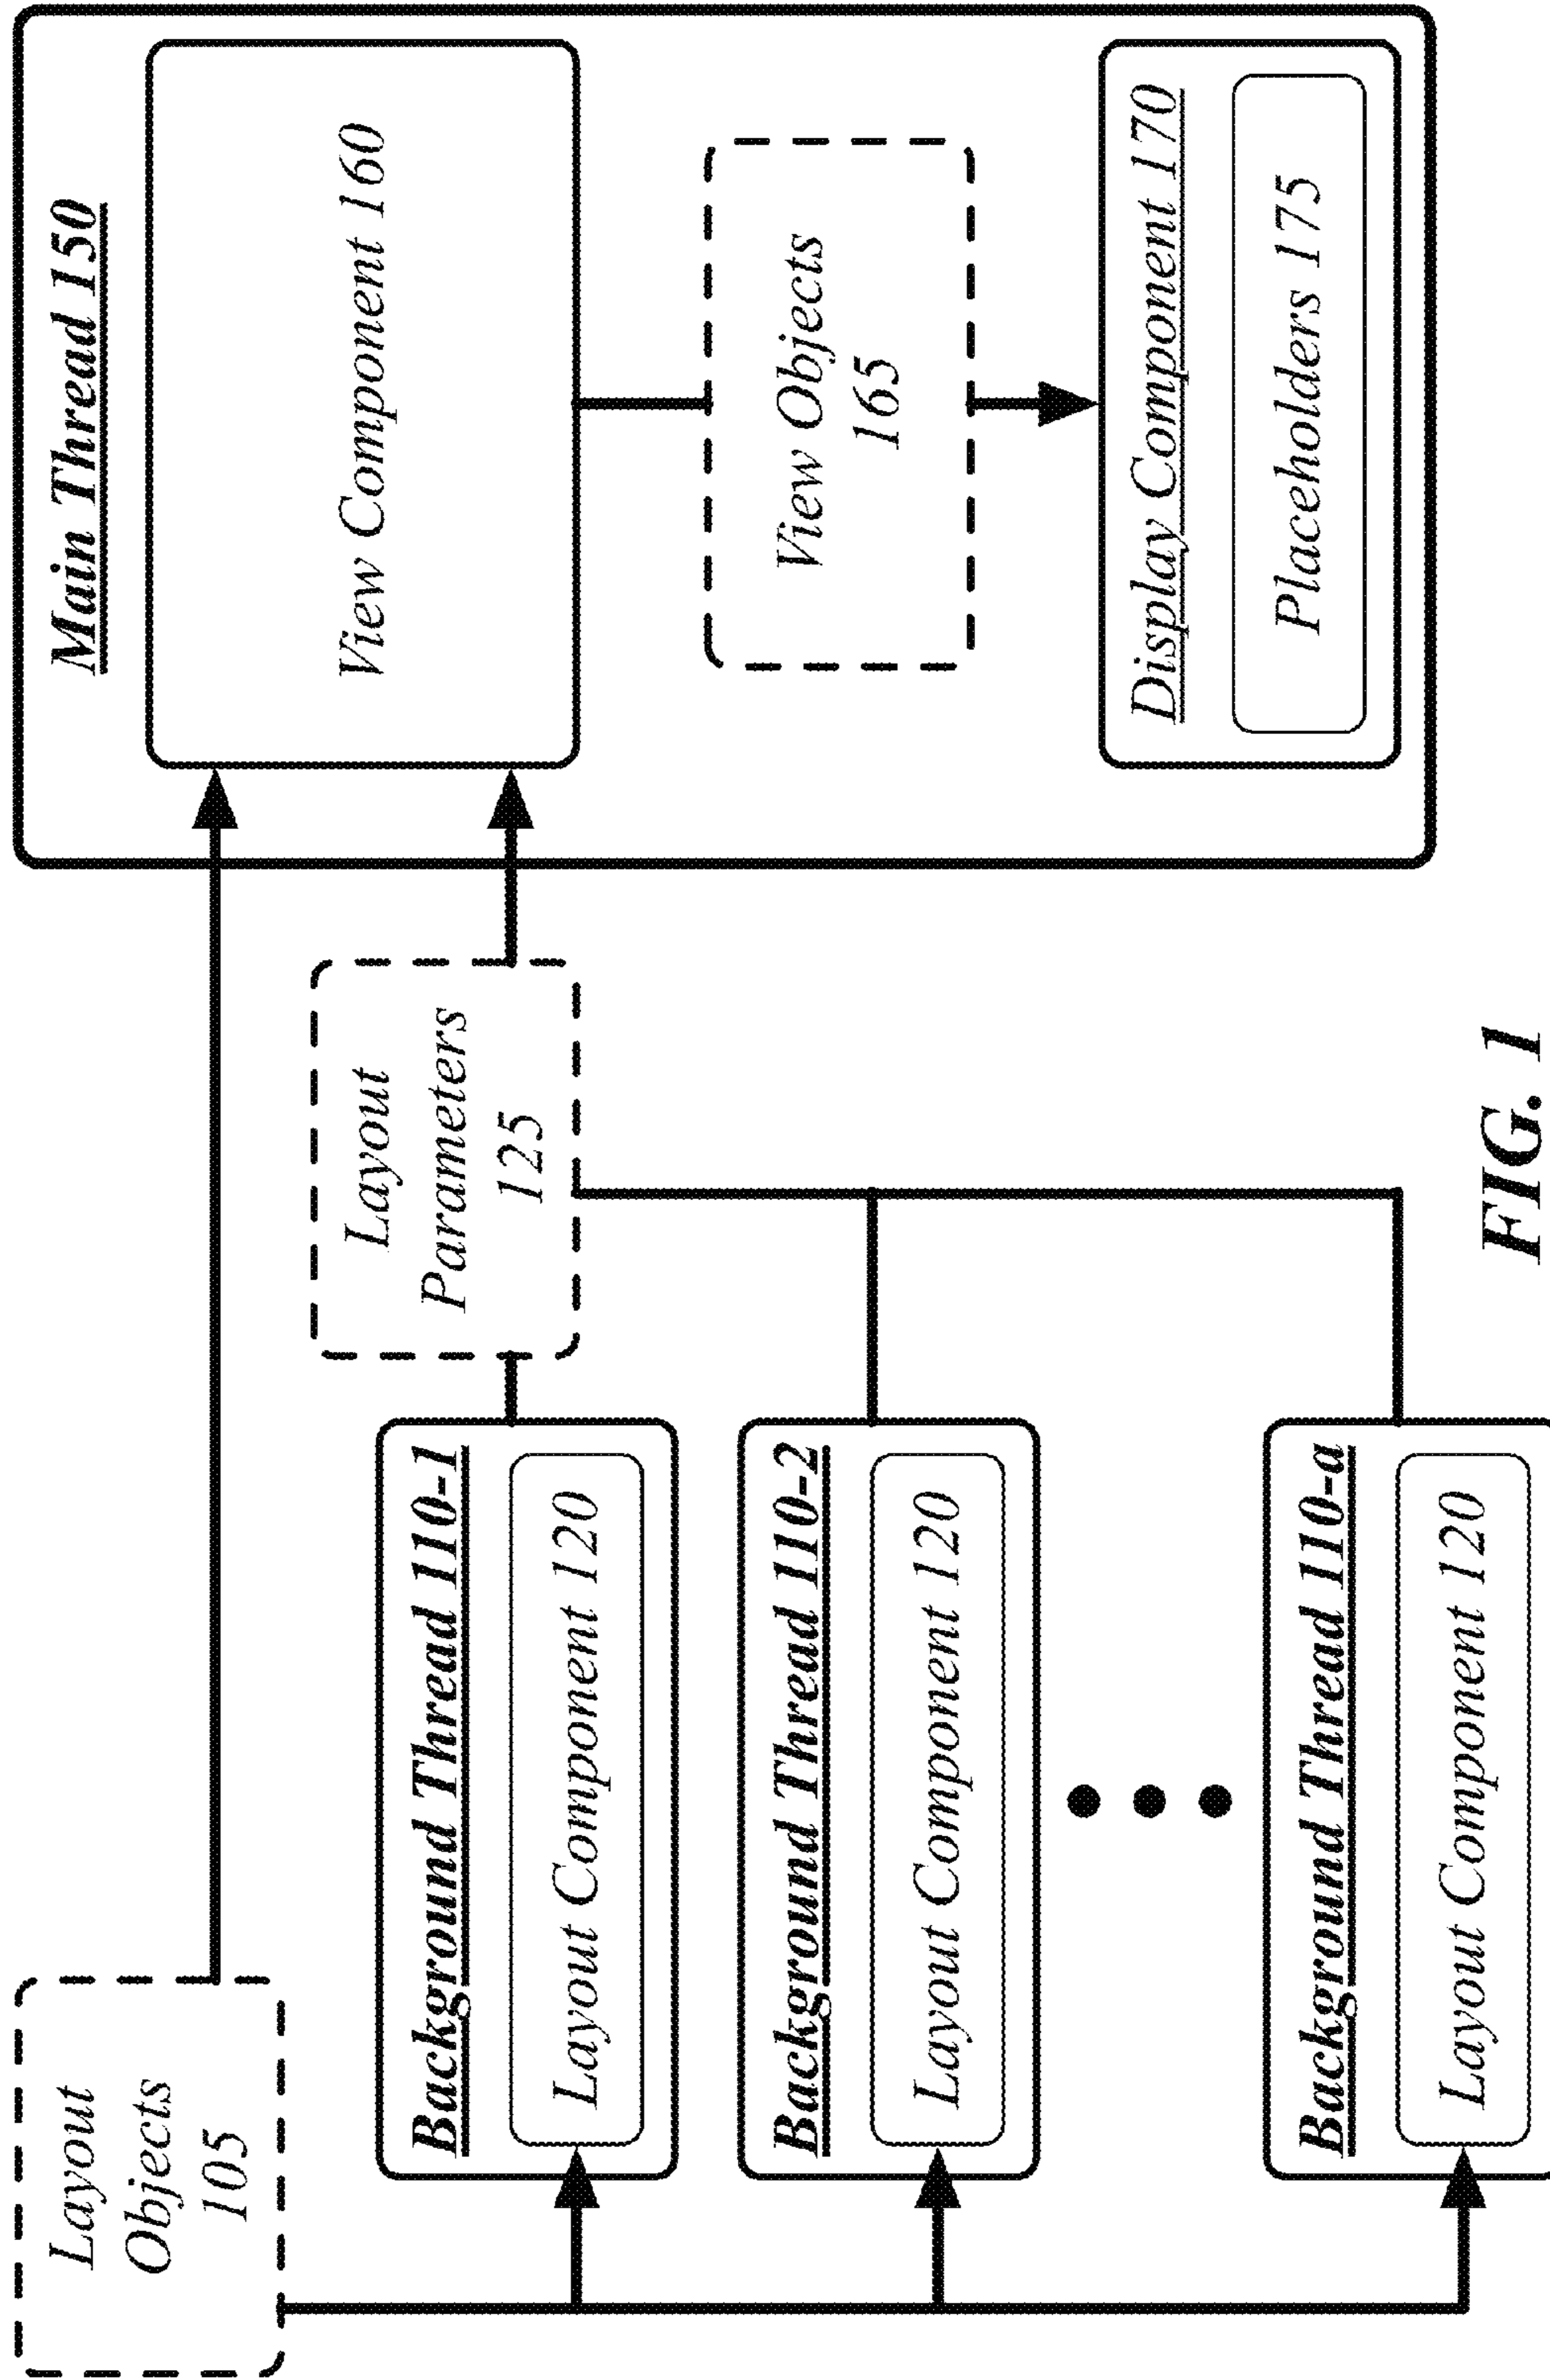 Layout
Objects
105
Background Thread 110-1
Layout Component 120
Background Thread 110-2
Layout Component 120
Background Thread 110-a
Layout Component 120
Layout
Parameters
125
Main Thread 150
View Component 160
View Objects
165
Display Component 170
Placeholders 175
FIG. 1